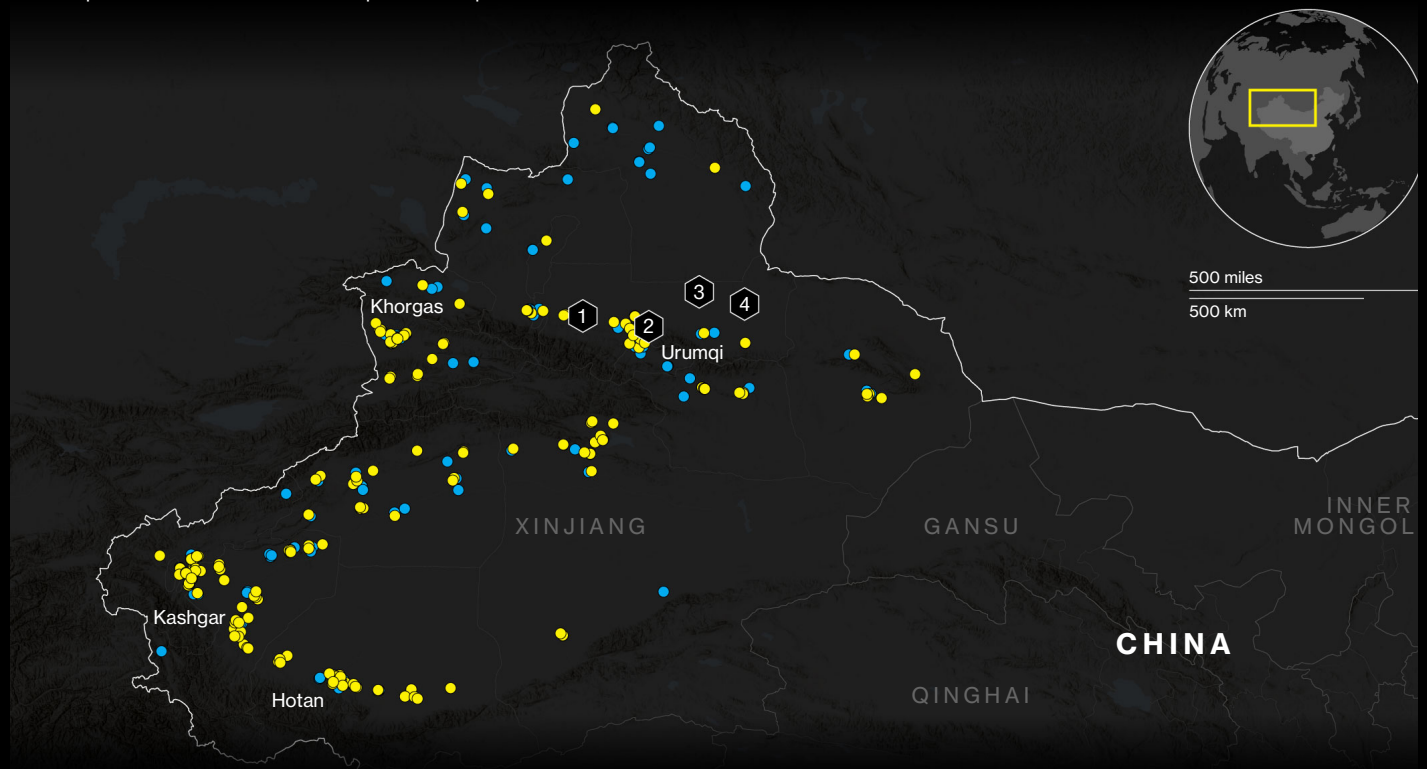 500 miles
500 km
3
4
1
2
Khorgas
Urumqi
XINJIANG
GANSU
INNER
MONGOL
Kashgar
CHINA
Hotan
QINGHAI